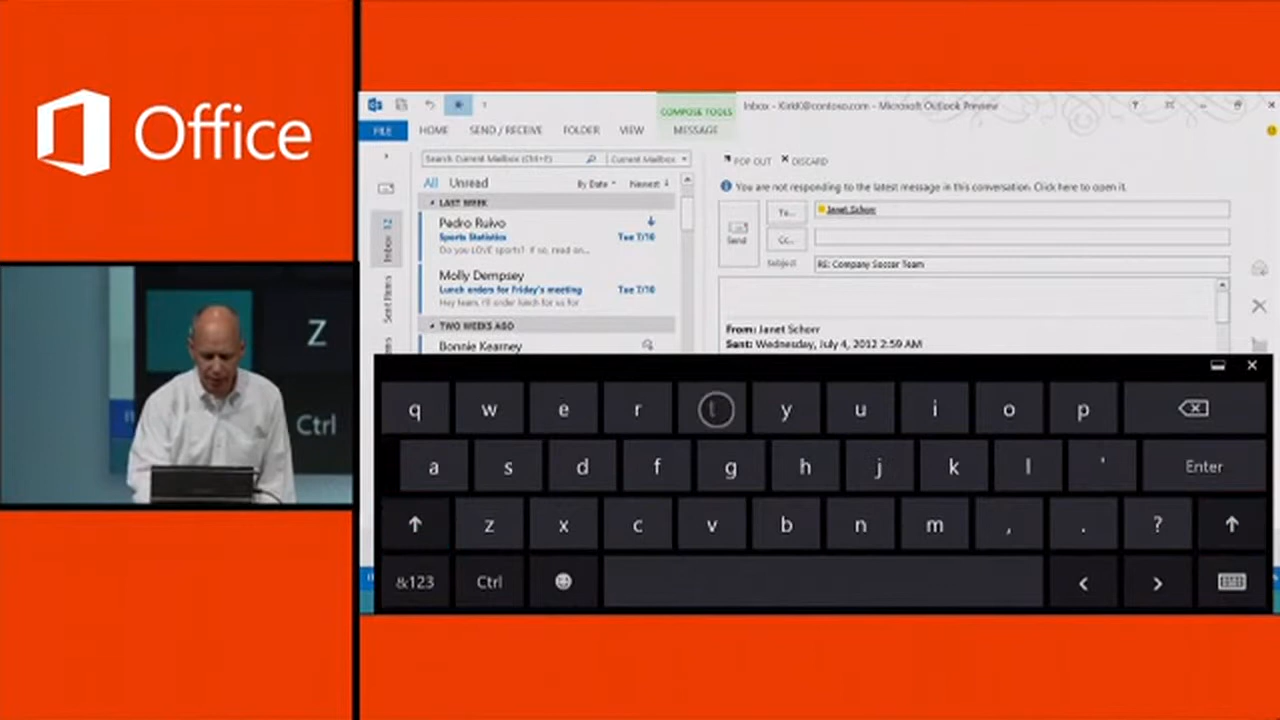 Office
Z
Ctrl
COMPOSE TOOLS
Inbox - KirkK@contoso.com - Microsoft Outlook Preview
?
FILE
HOME
SEND / RECEIVE
FOLDER
VIEW
MESSAGE
Search Current Mailbox (Ctrl+E)
Current Mailbox
All
Unread
By Date
Newest
LAST WEEK
Pedro Ruivo
Sports Statistics
Tue 7/10
Do you LOVE sports? If so, read on...
Molly Dempsey
Lunch orders for Friday's meeting
Tue 7/10
Hey team, I'll order lunch for us for
TWO WEEKS AGO
Bonnie Kearney
Inbox 12
Sent Items
POP OUT
DISCARD
You are not responding to the latest message in this conversation. Click here to open it.
Send
To...
Janet Schorr
Cc...
Subject
RE: Company Soccer Team
From: Janet Schorr
Sent: Wednesday, July 4, 2012 2:59 AM
q w e r t y u i o p
a s d f g h j k l ' Enter
z x c v b n m , . ?
&123 Ctrl < >